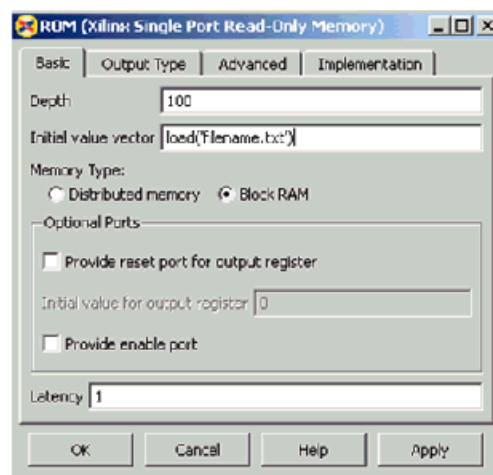 ROM (Xilinx Single Port Read-Only Memory)
Basic Output Type Advanced Implementation
Depth 100
Initial value vector load('filename.txt')
Memory Type:
Distributed memory Block RAM
Optional Ports
Provide reset port for output register
Initial value for output register 0
Provide enable port
Latency 1
OK Cancel Help Apply